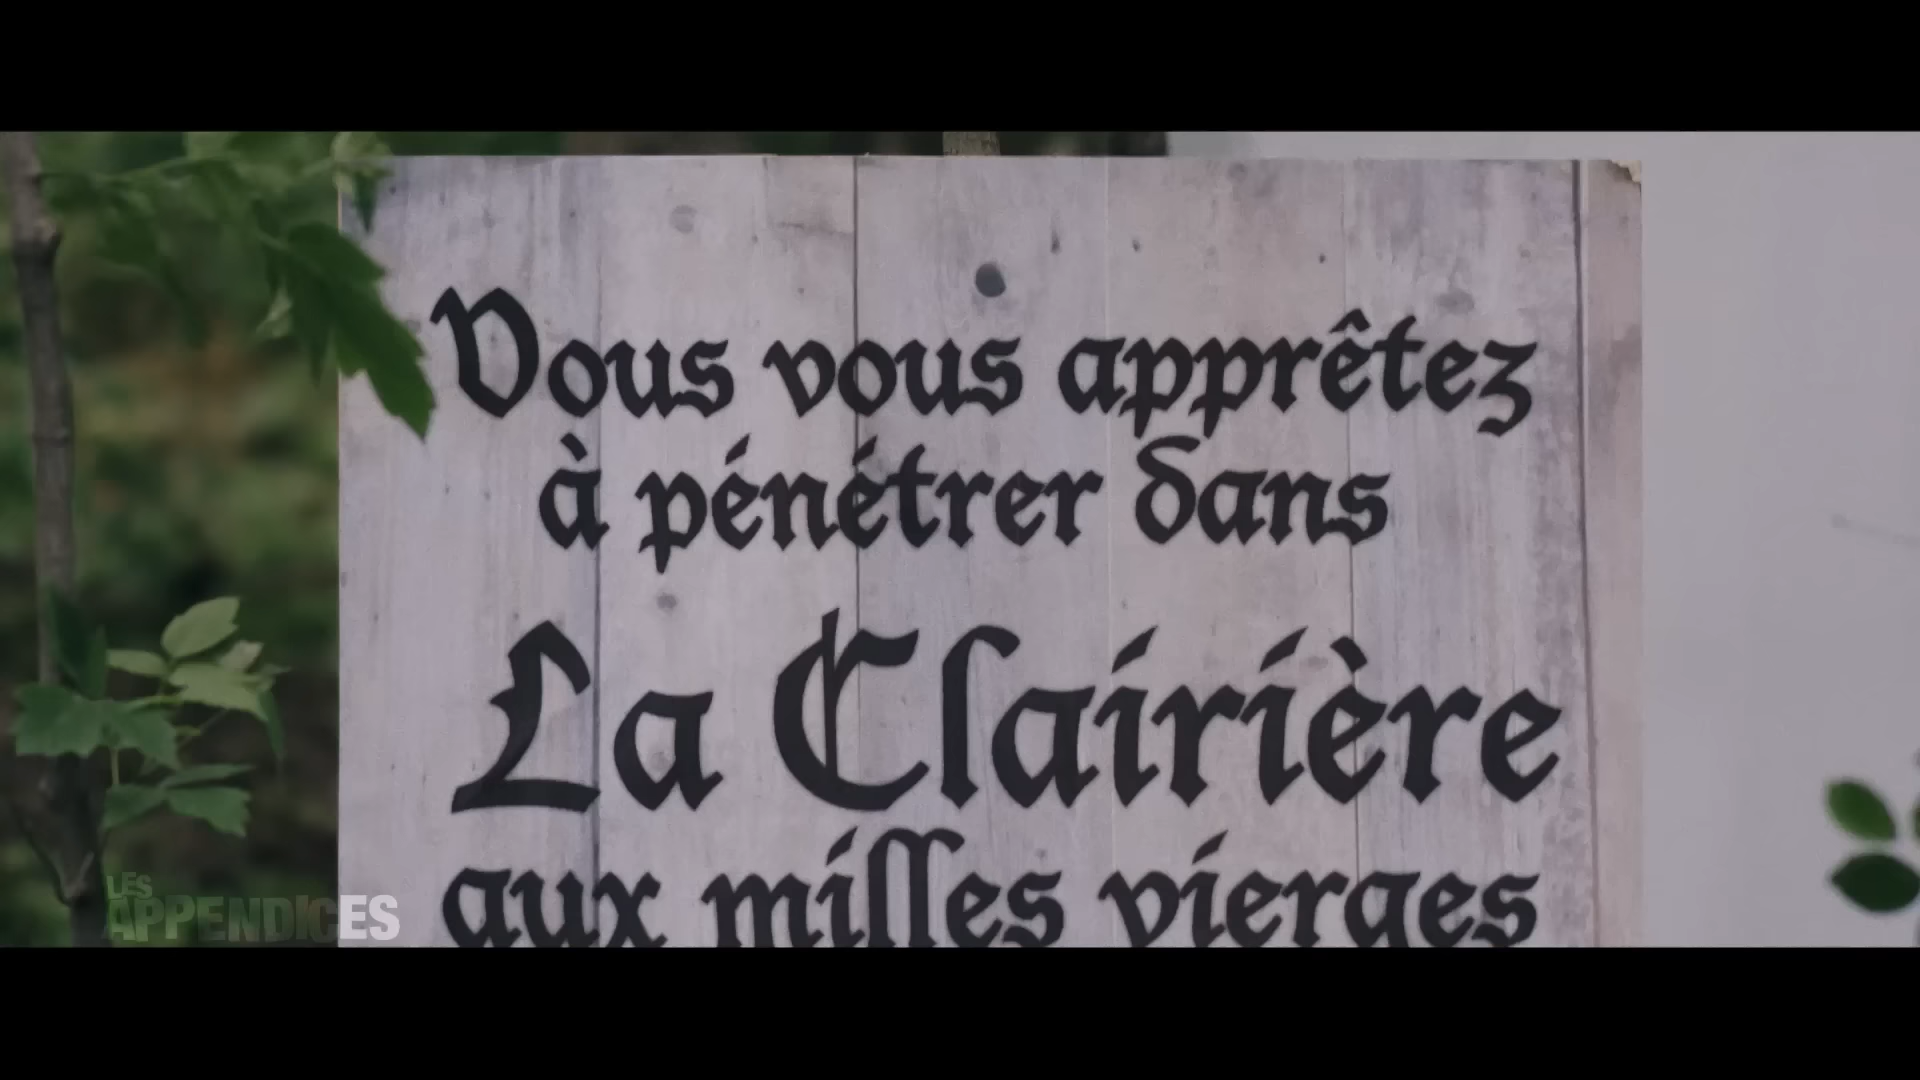 Vous vous apprêtez
à pénétrer dans
La Clairière
aux milles vierges
LES
APPENDICES